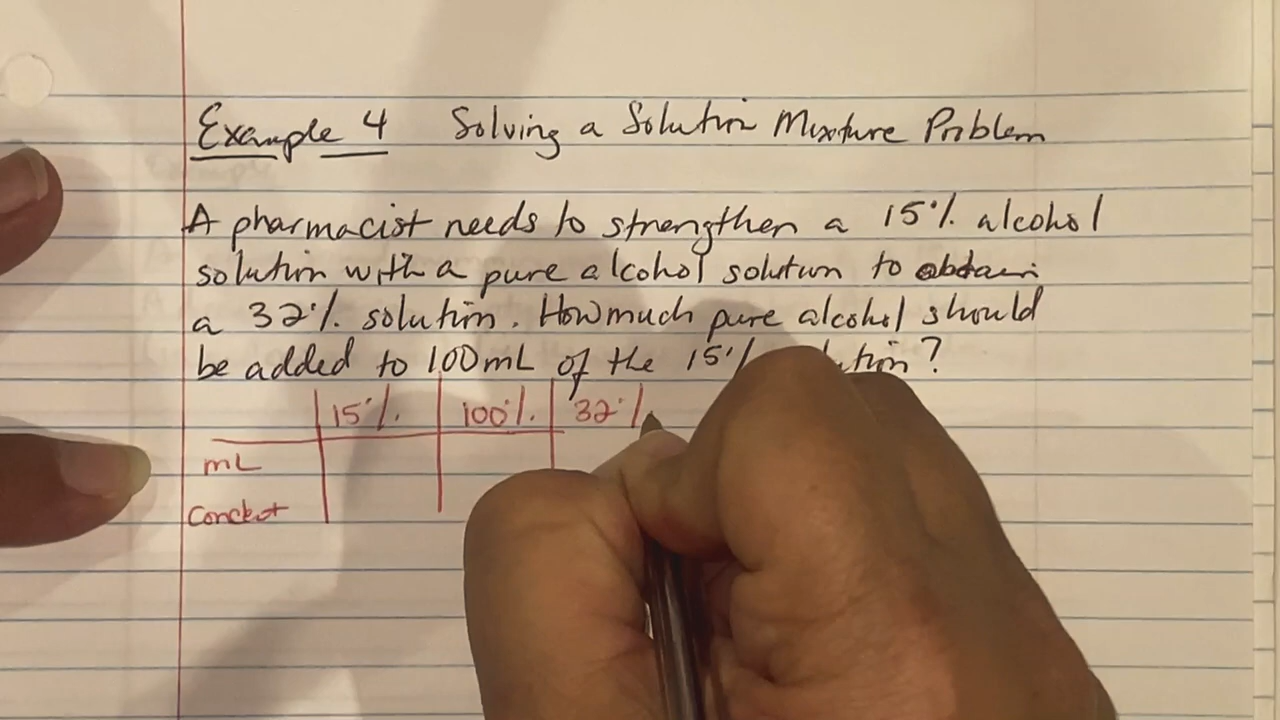 Example 4 Solving a Solution Mixture Problem
A pharmacist needs to strengthen a 15% alcohol
solution with a pure alcohol solution to obtain
a 32% solution. How much pure alcohol should
be added to 100mL of the 15%
15% 100% 32%
mL